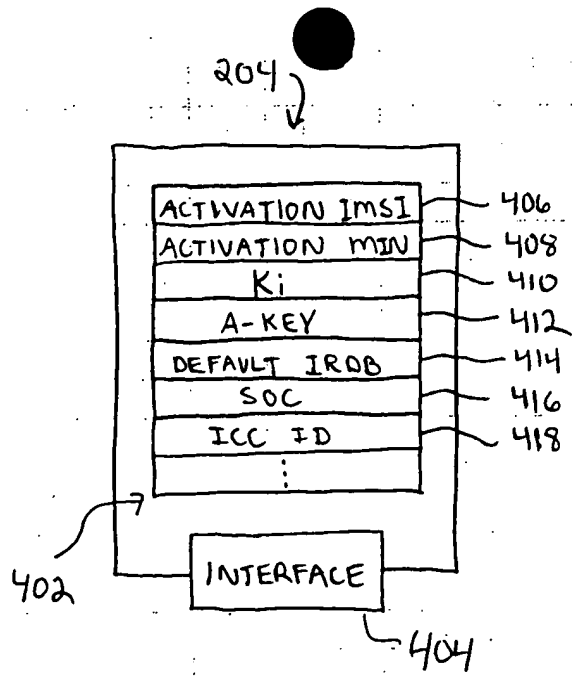 204
ACTIVATION IMSI 406
ACTIVATION MIN 408
Ki 410
A-KEY 412
DEFAULT IRDB 414
SOC 416
ICC ID 418
402
INTERFACE
404